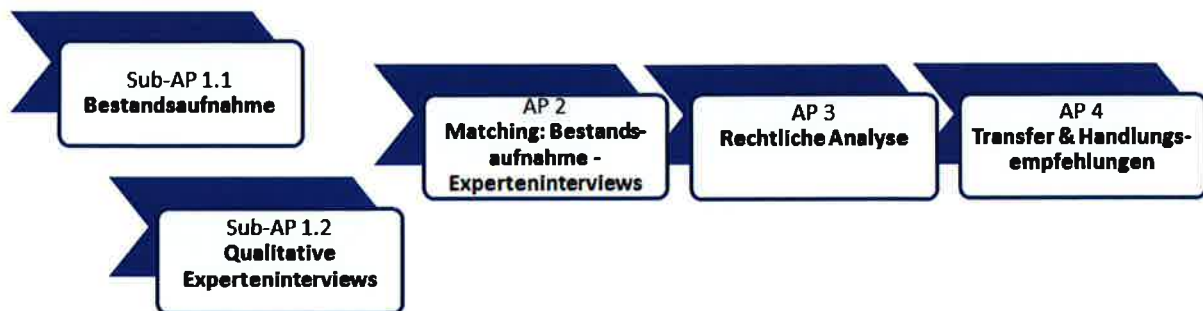 Sub-AP 1.1
Bestandsaufnahme
Sub-AP 1.2
Qualitative
Experteninterviews
AP 2
Matching: Bestands-
aufnahme -
Experteninterviews
AP 3
Rechtliche Analyse
AP 4
Transfer & Handlungs-
empfehlungen